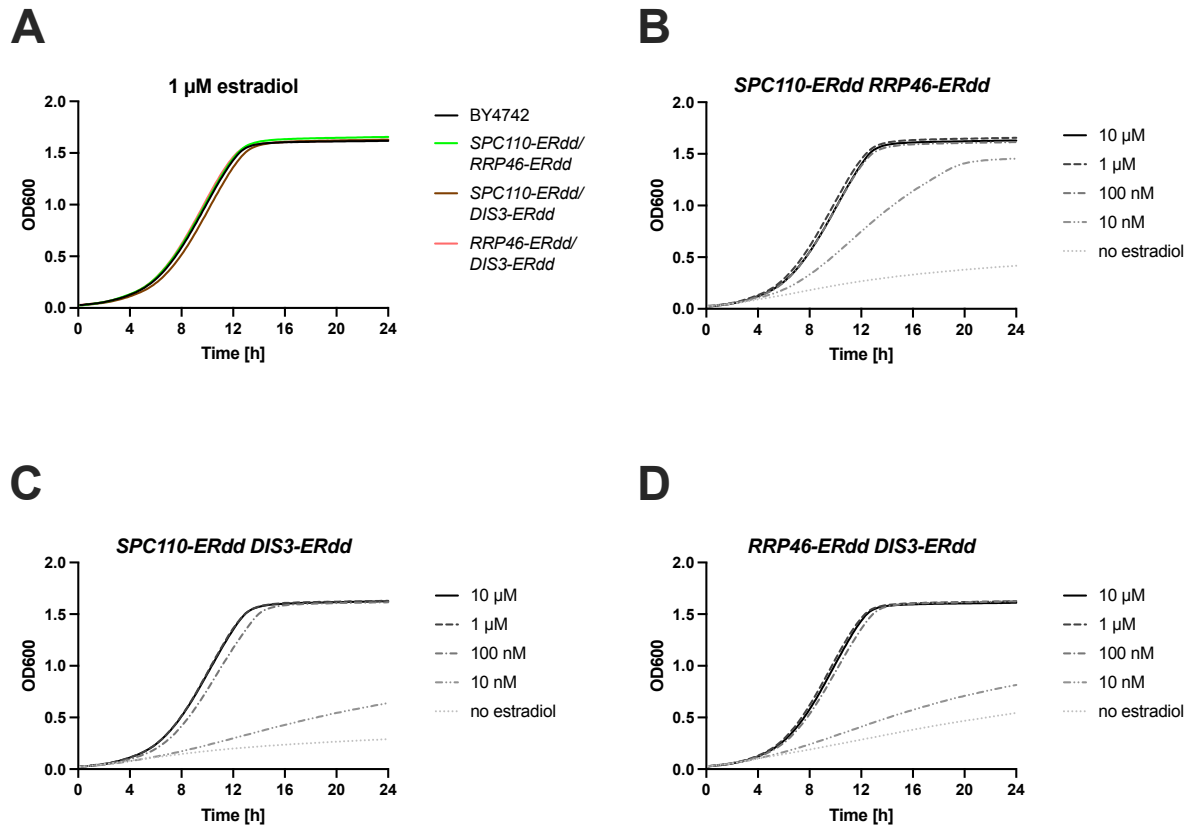 A
1 µM estradiol
2.0
1.5
1.0
0.5
0.0
OD600
0
4
8
12
16
20
24
Time [h]
BY4742
SPC110-ERdd/
RRP46-ERdd
SPC110-ERdd/
DIS3-ERdd
RRP46-ERdd/
DIS3-ERdd
B
SPC110-ERdd RRP46-ERdd
2.0
1.5
1.0
0.5
0.0
OD600
0
4
8
12
16
20
24
Time [h]
10 µM
1 µM
100 nM
10 nM
no estradiol
C
SPC110-ERdd DIS3-ERdd
2.0
1.5
1.0
0.5
0.0
OD600
0
4
8
12
16
20
24
Time [h]
10 µM
1 µM
100 nM
10 nM
no estradiol
D
RRP46-ERdd DIS3-ERdd
2.0
1.5
1.0
0.5
0.0
OD600
0
4
8
12
16
20
24
Time [h]
10 µM
1 µM
100 nM
10 nM
no estradiol